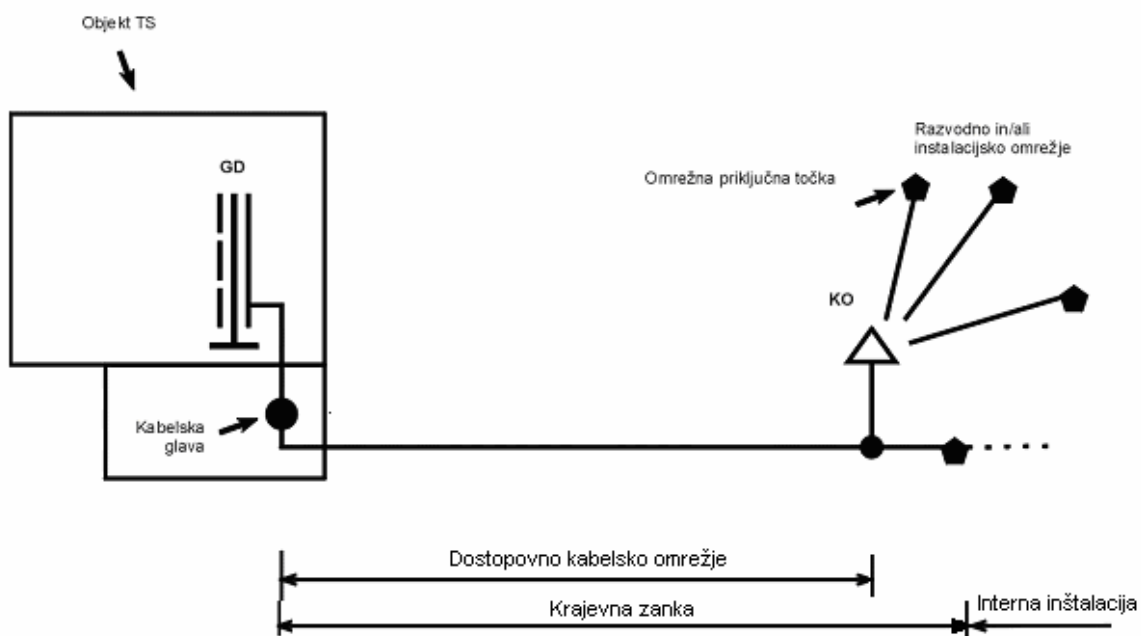 Objekt TS
GD
Razvodno in/ali
instalacijsko omrežje
Omrežna priključna točka
KO
Kabelska
glava
Dostopovno kabelsko omrežje
Krajevna zanka
Interna inštalacija